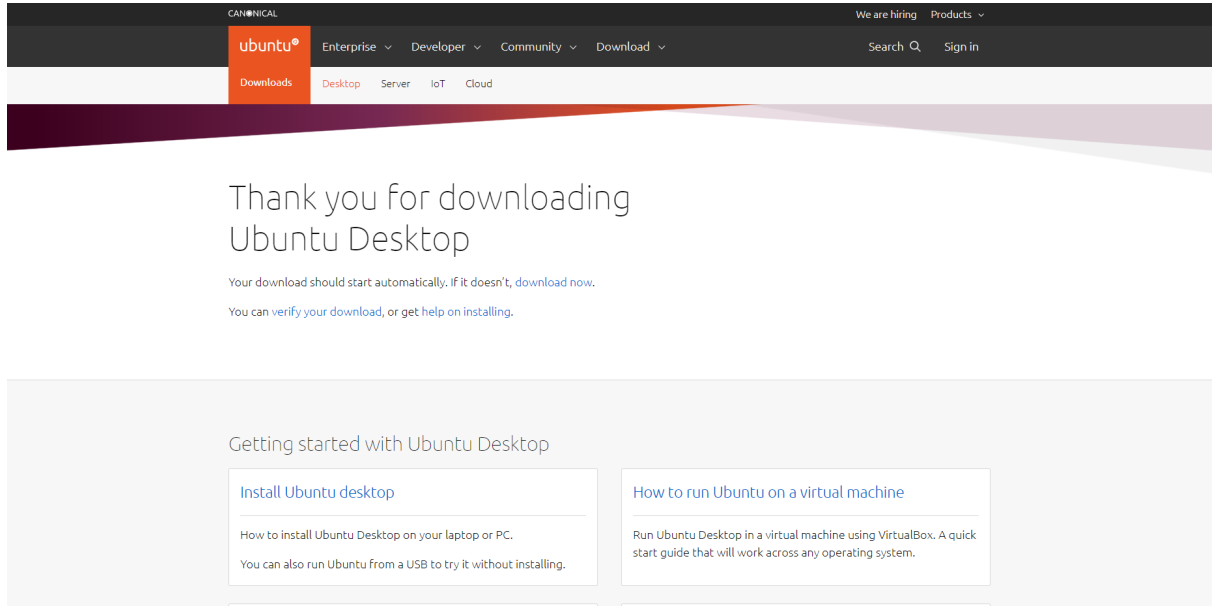 CANONICAL
We are hiring Products
ubuntu Enterprise Developer Community Download Search Sign in
Downloads Desktop Server IoT Cloud
Thank you for downloading
Ubuntu Desktop
Your download should start automatically. If it doesn't, download now.
You can verify your download, or get help on installing.
Getting started with Ubuntu Desktop
Install Ubuntu desktop
How to install Ubuntu Desktop on your laptop or PC.
You can also run Ubuntu from a USB to try it without installing.
How to run Ubuntu on a virtual machine
Run Ubuntu Desktop in a virtual machine using VirtualBox. A quick
start guide that will work across any operating system.